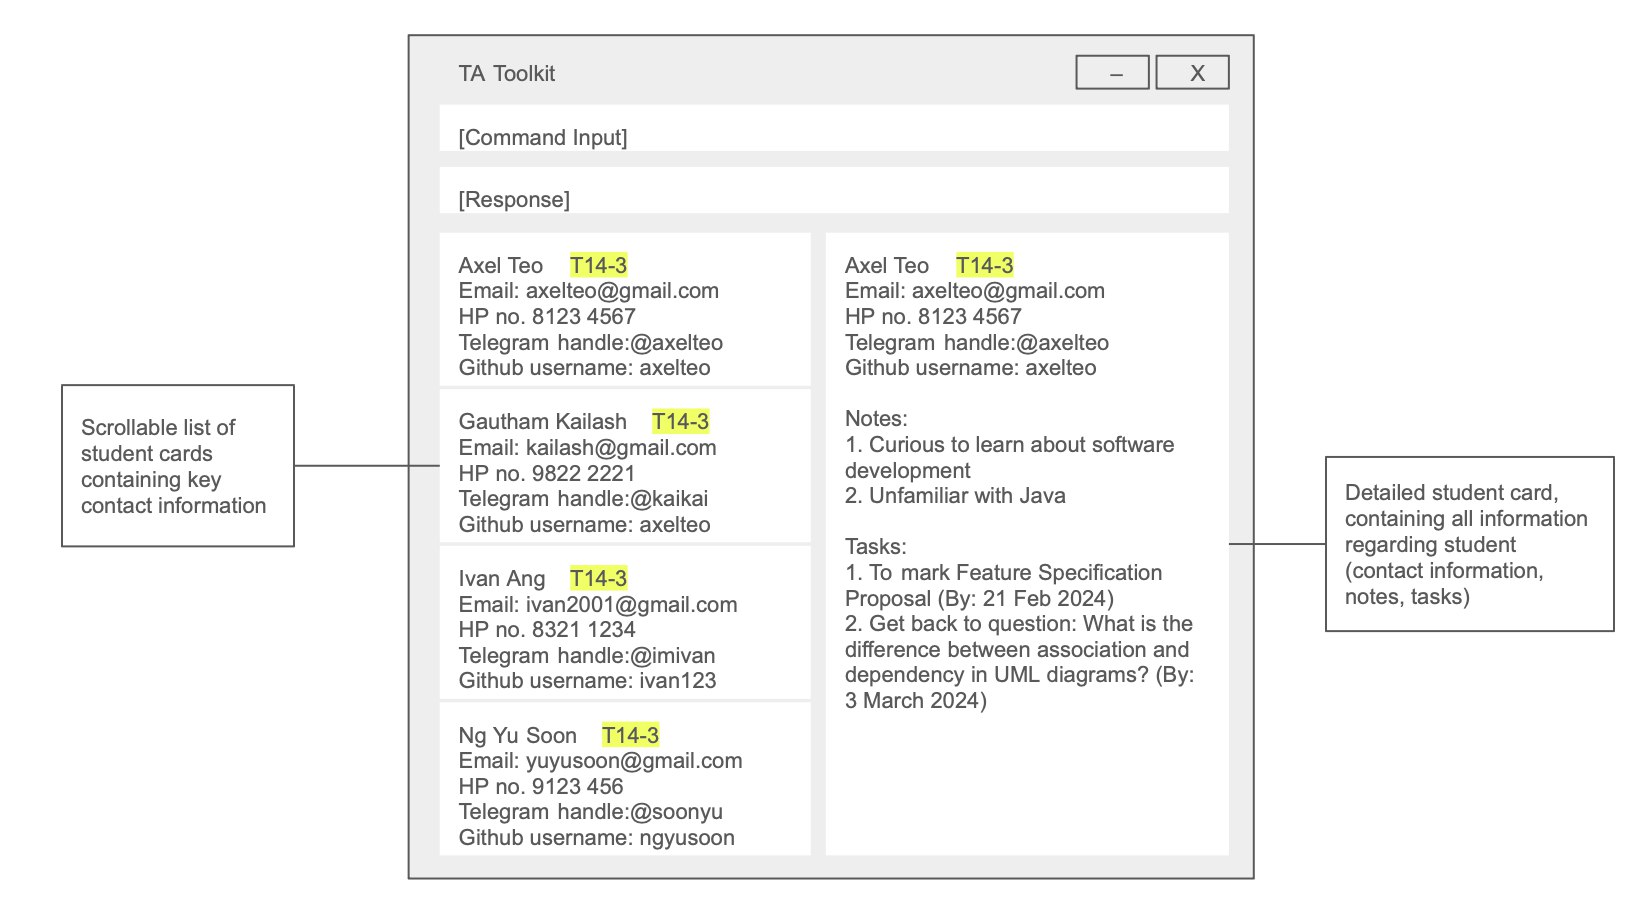 TA Toolkit
–
X
[Command Input]
[Response]
Axel Teo T14-3
Email: axelteo@gmail.com
HP no. 8123 4567
Telegram handle:@axelteo
Github username: axelteo
Gautham Kailash T14-3
Email: kailash@gmail.com
HP no. 9822 2221
Telegram handle:@kaikai
Github username: axelteo
Ivan Ang T14-3
Email: ivan2001@gmail.com
HP no. 8321 1234
Telegram handle:@imivan
Github username: ivan123
Ng Yu Soon T14-3
Email: yuyusoon@gmail.com
HP no. 9123 456
Telegram handle:@soonyu
Github username: ngyusoon
Axel Teo T14-3
Email: axelteo@gmail.com
HP no. 8123 4567
Telegram handle:@axelteo
Github username: axelteo
Notes:
1. Curious to learn about software
development
2. Unfamiliar with Java
Tasks:
1. To mark Feature Specification
Proposal (By: 21 Feb 2024)
2. Get back to question: What is the
difference between association and
dependency in UML diagrams? (By:
3 March 2024)
Scrollable list of
student cards
containing key
contact information
Detailed student card,
containing all information
regarding student
(contact information,
notes, tasks)